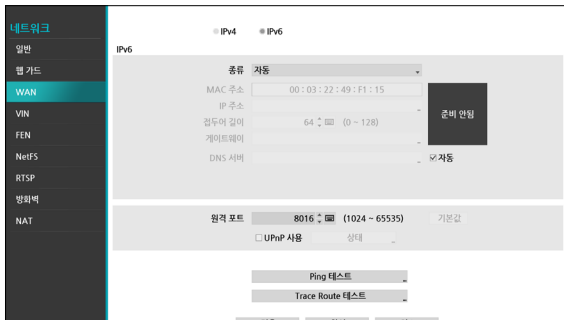 네트워크
일반
웹 가드
WAN
VIN
FEN
NetFS
RTSP
방화벽
NAT
IPv4 IPv6
IPv6
종류 자동
MAC 주소 00 : 03 : 22 : 49 : F1 : 15
IP 주소
접두어 길이 64 (0 ~ 128)
게이트웨이
DNS 서버 자동
준비 안됨
원격 포트 8016 (1024 ~ 65535) 기본값
UPnP 사용 상태
Ping 테스트
Trace Route 테스트